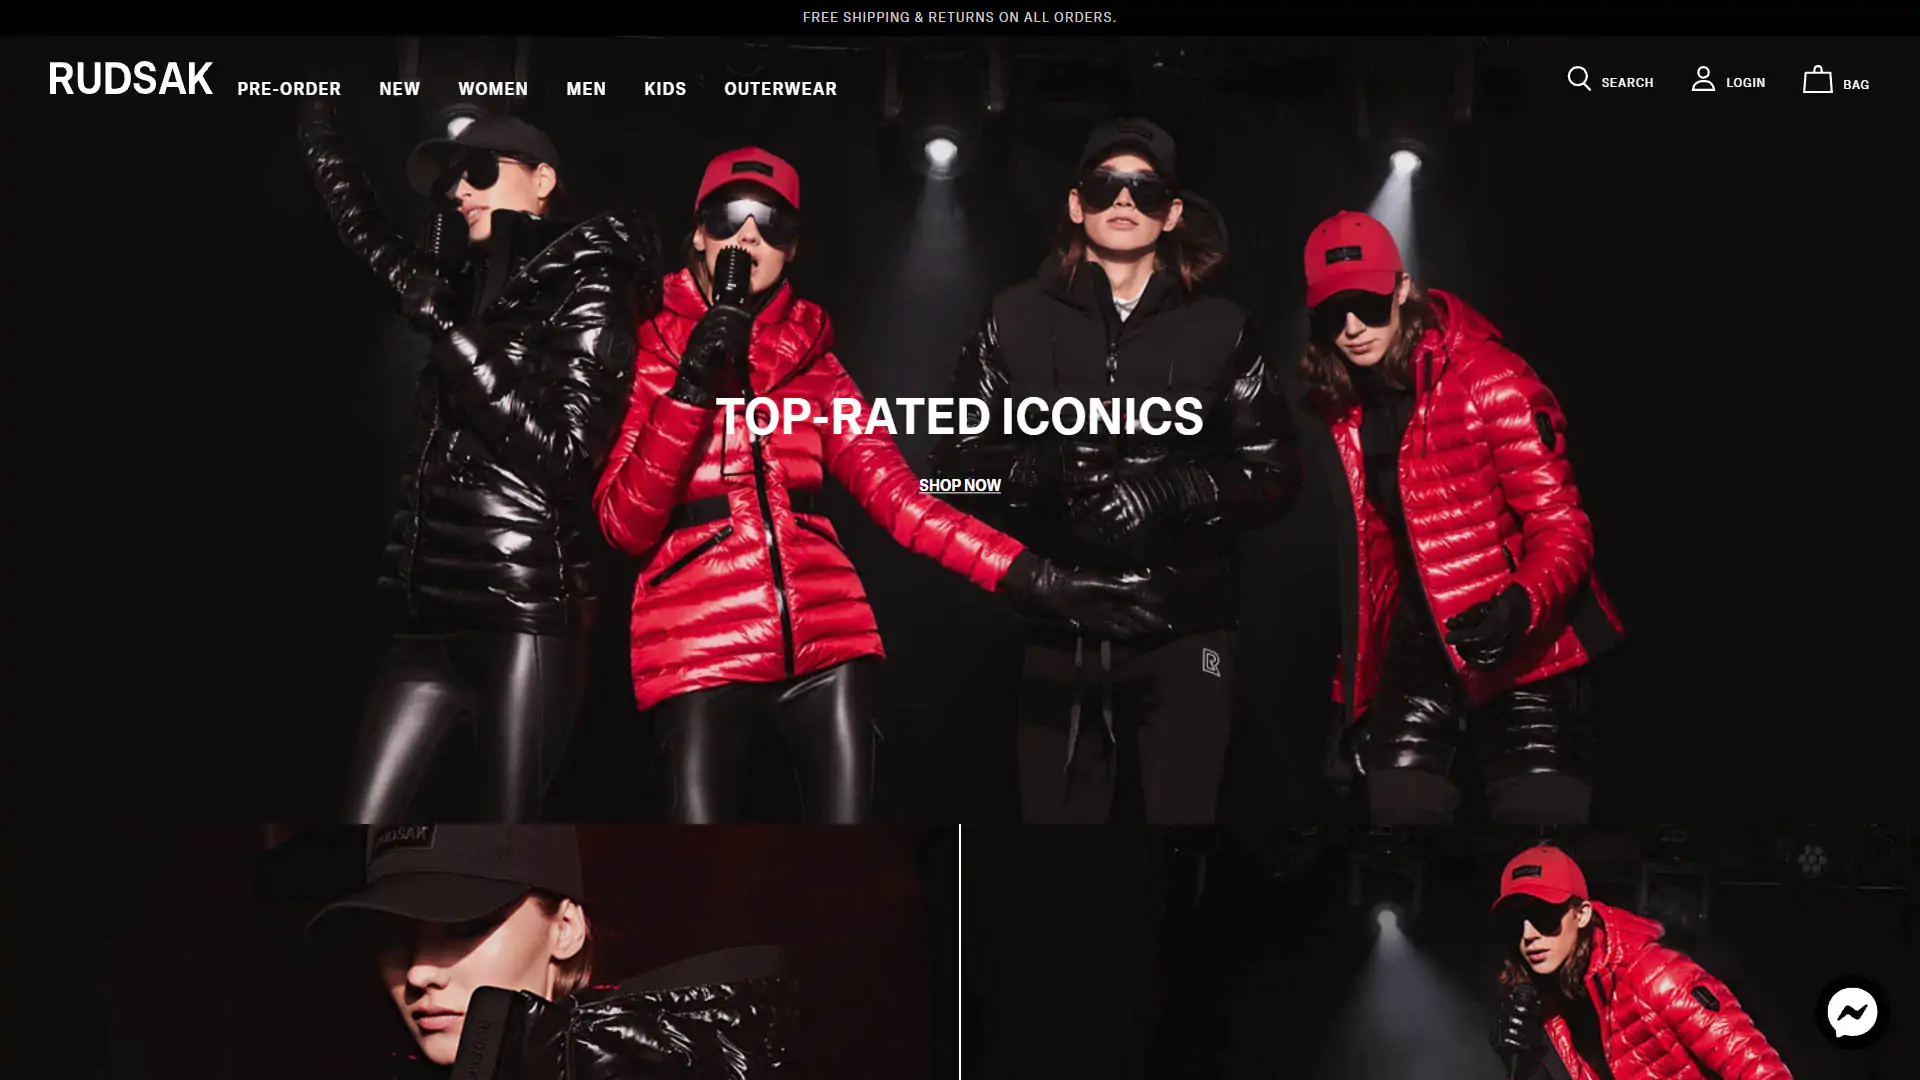 FREE SHIPPING & RETURNS ON ALL ORDERS.
RUDSAK
PRE-ORDER
NEW
WOMEN
MEN
KIDS
OUTERWEAR
SEARCH
LOGIN
BAG
TOP-RATED ICONICS
SHOP NOW
R
RUDSAK